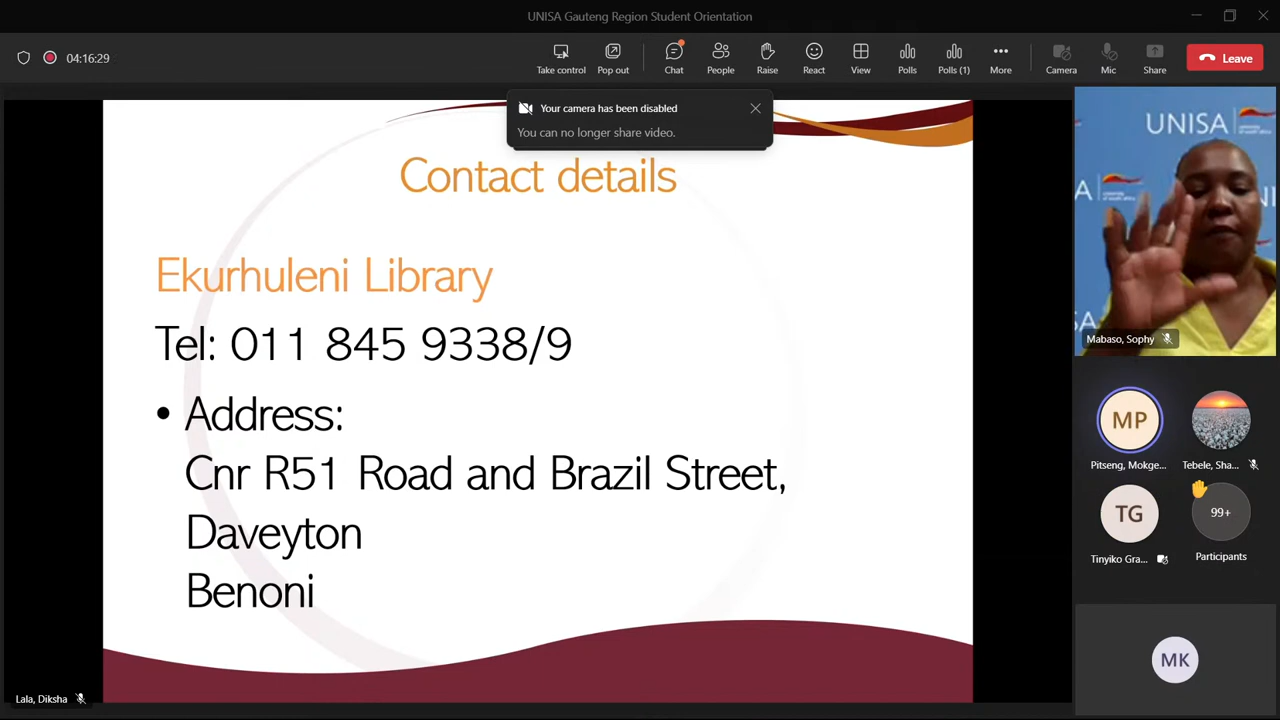 UNISA Gauteng Region Student Orientation
04:16:29
Take control
Pop out
Chat
People
Raise
React
View
Polls
Polls (1)
More
Camera
Mic
Share
Leave
Your camera has been disabled
You can no longer share video.
Contact details
Ekurhuleni Library
Tel: 011 845 9338/9
• Address:
Cnr R51 Road and Brazil Street,
Daveyton
Benoni
Lala, Diksha
UNISA
Mabaso, Sophy
MP
Pitseng, Mokge...
Tebele, Sha...
TG
Tinyiko Gra...
99+
Participants
MK